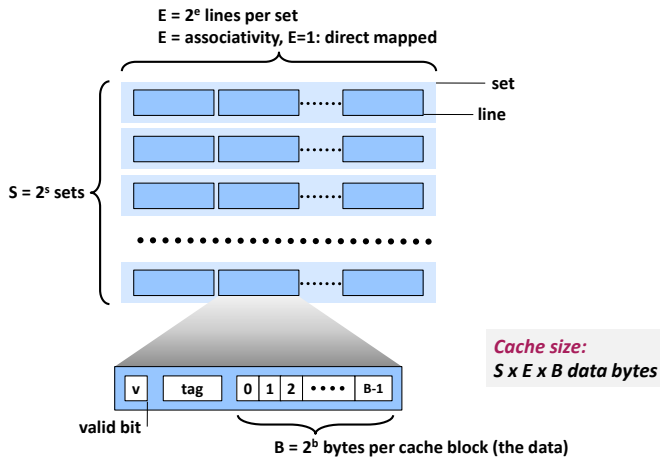 E = 2ᵉ lines per set
E = associativity, E=1: direct mapped
set
line
S = 2ˢ sets
Cache size:
S x E x B data bytes
v
tag
0
1
2
B-1
valid bit
B = 2ᵇ bytes per cache block (the data)